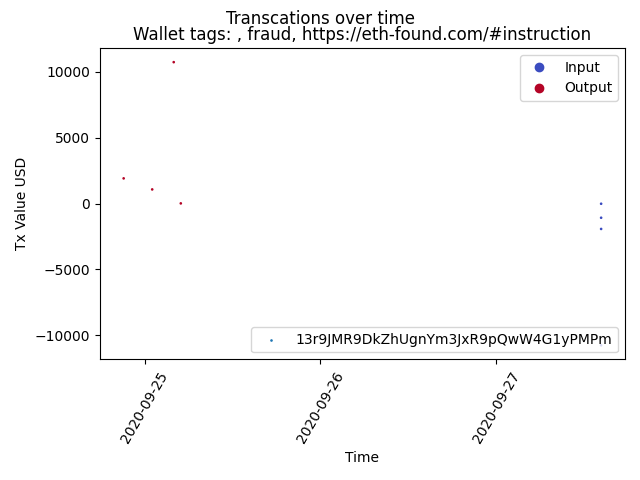 Transcations over time
Wallet tags: , fraud, https://eth-found.com/#instruction
Input
Output
10000
5000
0
−5000
−10000
Tx Value USD
13r9JMR9DkZhUgnYm3JxR9pQwW4G1yPMPm
2020-09-25
2020-09-26
2020-09-27
Time